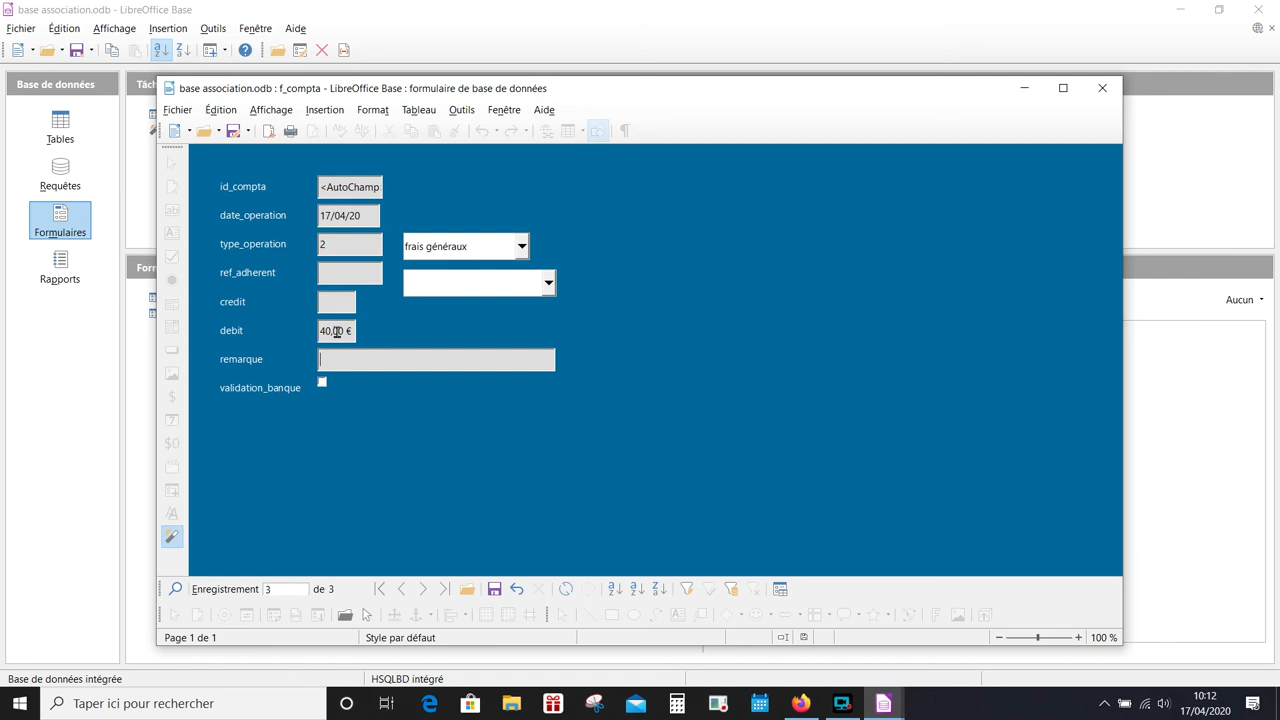 base association.odb - LibreOffice Base
Fichier Édition Affichage Insertion Outils Fenêtre Aide
Base de données
Tables
Requêtes
Formulaires
Rapports
Aucun
base association.odb : f_compta - LibreOffice Base : formulaire de base de données
Fichier Édition Affichage Insertion Format Tableau Outils Fenêtre Aide
id_compta <AutoChamp
date_operation 17/04/20
type_operation 2 frais généraux
ref_adherent
credit
debit 40,00 €
remarque
validation_banque
Enregistrement 3 de 3
Page 1 de 1 Style par défaut 100 %
Base de données intégrée HSQLBD intégré
Taper ici pour rechercher
10:12
17/04/2020